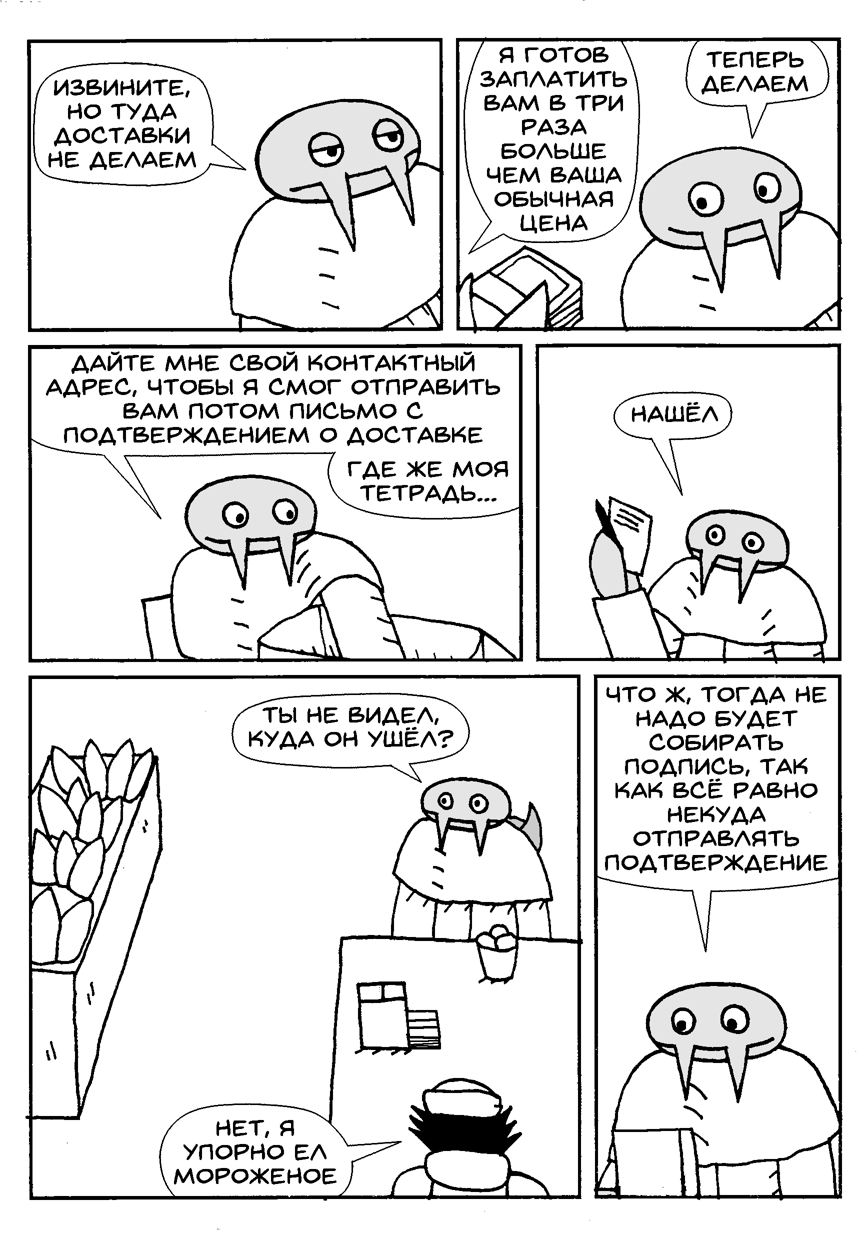 ИЗВИНИТЕ,
НО ТУДА
ДОСТАВКИ
НЕ ДЕЛАЕМ
Я ГОТОВ
ЗАПЛАТИТЬ
ВАМ В ТРИ
РАЗА
БОЛЬШЕ
ЧЕМ ВАША
ОБЫЧНАЯ
ЦЕНА
ТЕПЕРЬ
ДЕЛАЕМ
ДАЙТЕ МНЕ СВОЙ КОНТАКТНЫЙ
АДРЕС, ЧТОБЫ Я СМОГ ОТПРАВИТЬ
ВАМ ПОТОМ ПИСЬМО С
ПОДТВЕРЖДЕНИЕМ О ДОСТАВКЕ
ГДЕ ЖЕ МОЯ
ТЕТРАДЬ...
НАШЁЛ
ТЫ НЕ ВИДЕЛ,
КУДА ОН УШЁЛ?
НЕТ, Я
УПОРНО ЕЛ
МОРОЖЕНОЕ
ЧТО Ж, ТОГДА НЕ
НАДО БУДЕТ
СОБИРАТЬ
ПОДПИСЬ, ТАК
КАК ВСЁ РАВНО
НЕКУДА
ОТПРАВЛЯТЬ
ПОДТВЕРЖДЕНИЕ